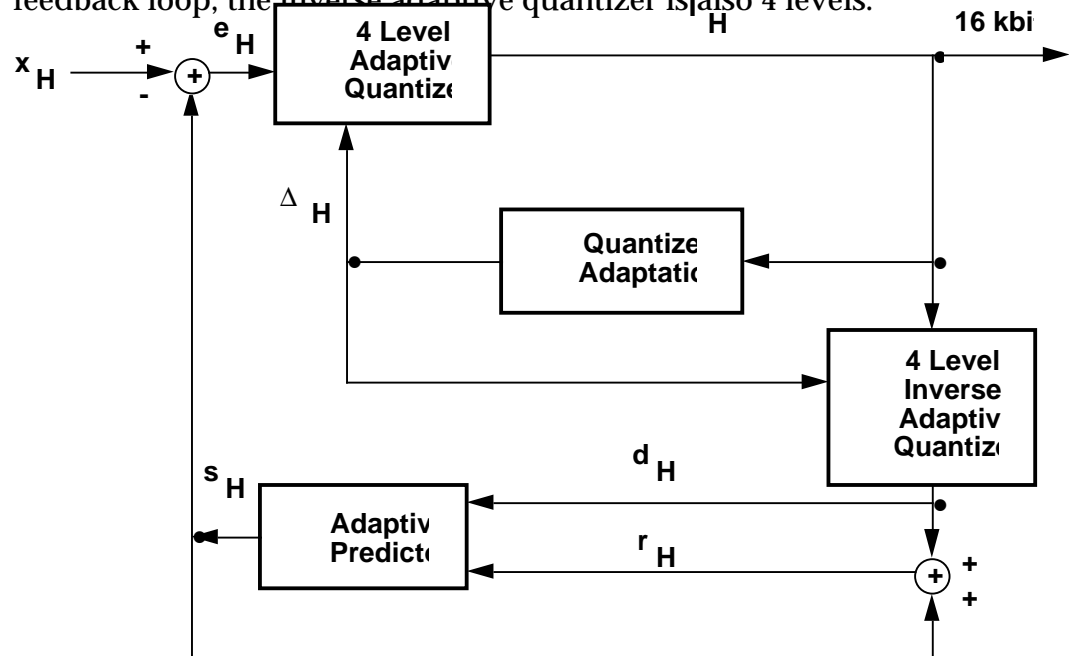 feedback loop, the inverse adaptive quantizer is also 4 levels.
H
16 kbi
e H
+
x H
+
-
4 Level
Adaptiv
Quantize
Δ H
Quantize
Adaptatic
4 Level
Inverse
Adaptiv
Quantize
d H
s H
Adaptiv
Predicte
r H
+
+
+